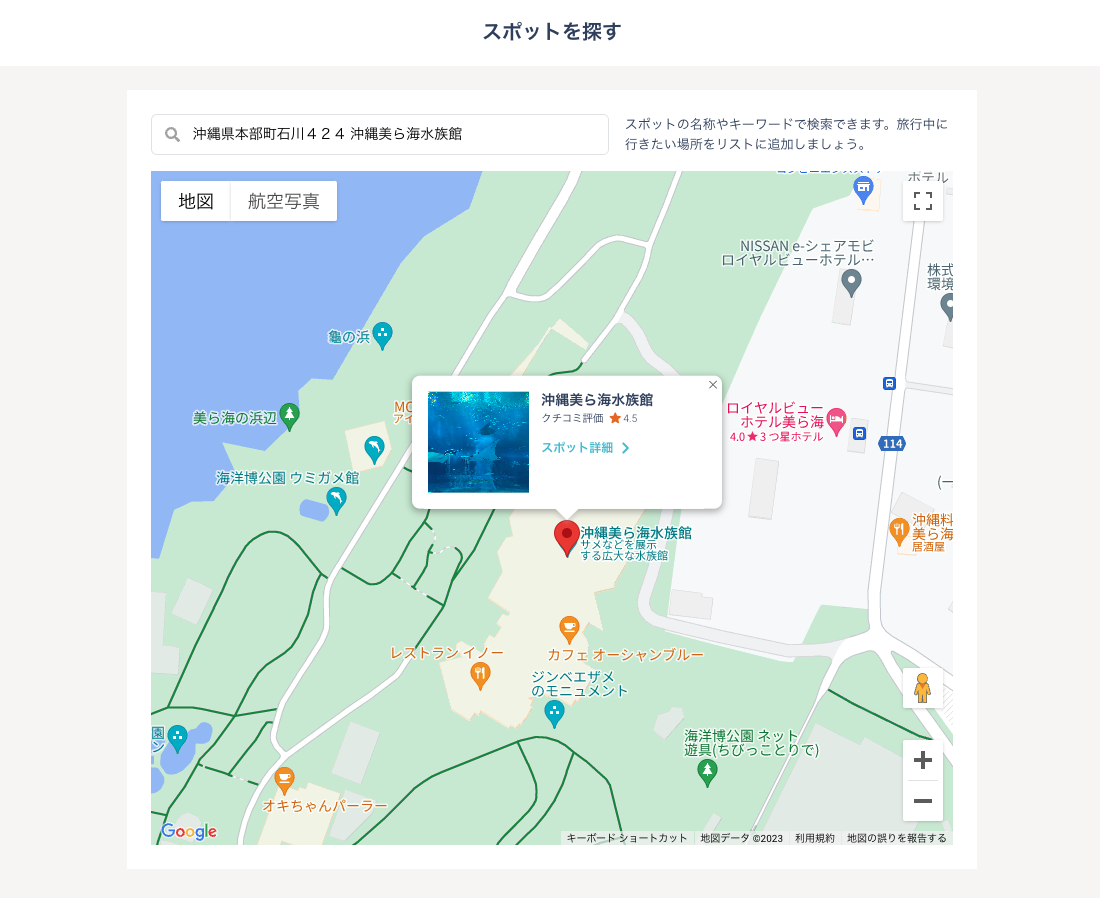 スポットを探す
沖縄県本部町石川４２４ 沖縄美ら海水族館
スポットの名称やキーワードで検索できます。旅行中に
行きたい場所をリストに追加しましょう。
地図
航空写真
ホテル
NISSAN e-シェアモビ
ロイヤルビューホテル…
株式
環境
亀の浜
美ら海の浜辺
MC
アイ
沖縄美ら海水族館
クチコミ評価 ★ 4.5
スポット詳細
ロイヤルビュー
ホテル美ら海
4.0★3 つ星ホテル
114
海洋博公園 ウミガメ館
(一
沖縄料
美ら海
居酒屋
沖縄美ら海水族館
サメなどを展示
する広大な水族館
レストラン イノー
カフェ オーシャンブルー
ジンベエザメ
のモニュメント
園
ン
海洋博公園 ネット
遊具(ちびっことりで)
オキちゃんパーラー
Google
キーボード ショートカット
地図データ ©2023
利用規約
地図の誤りを報告する